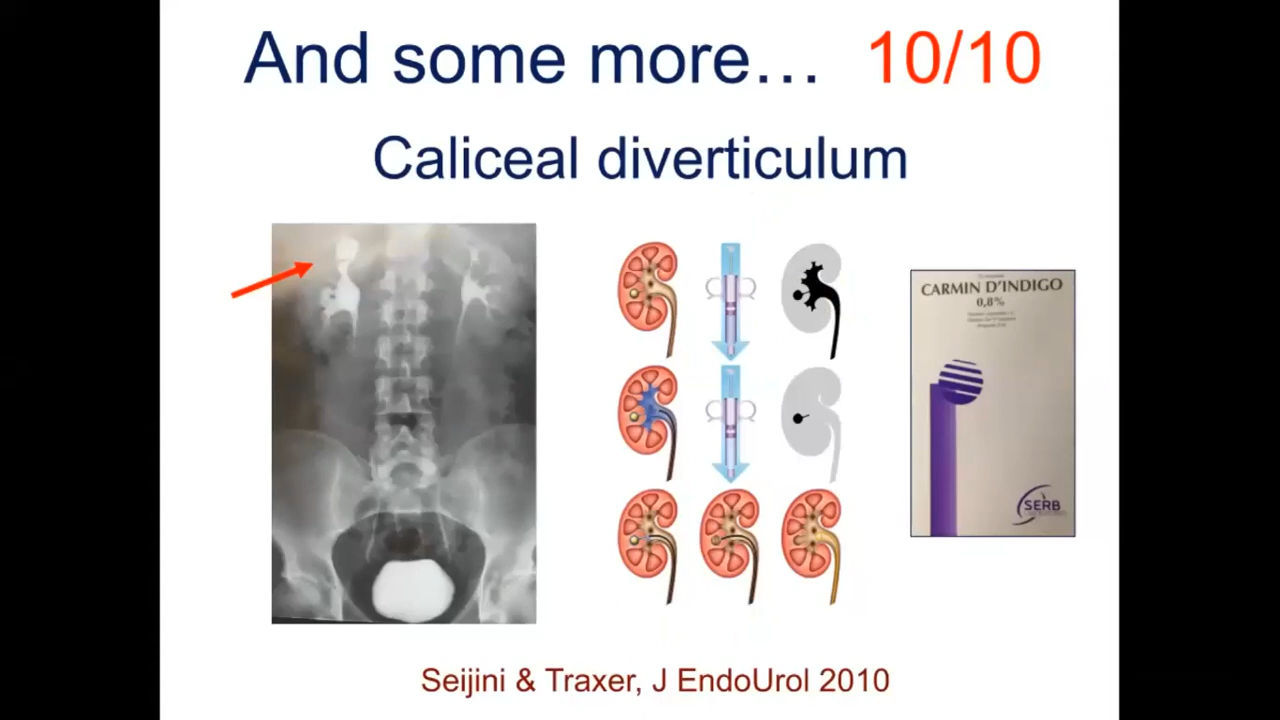 And some more… 10/10
Caliceal diverticulum
CARMIN D'INDIGO
0,8%
SERB
Seijini & Traxer, J EndoUrol 2010